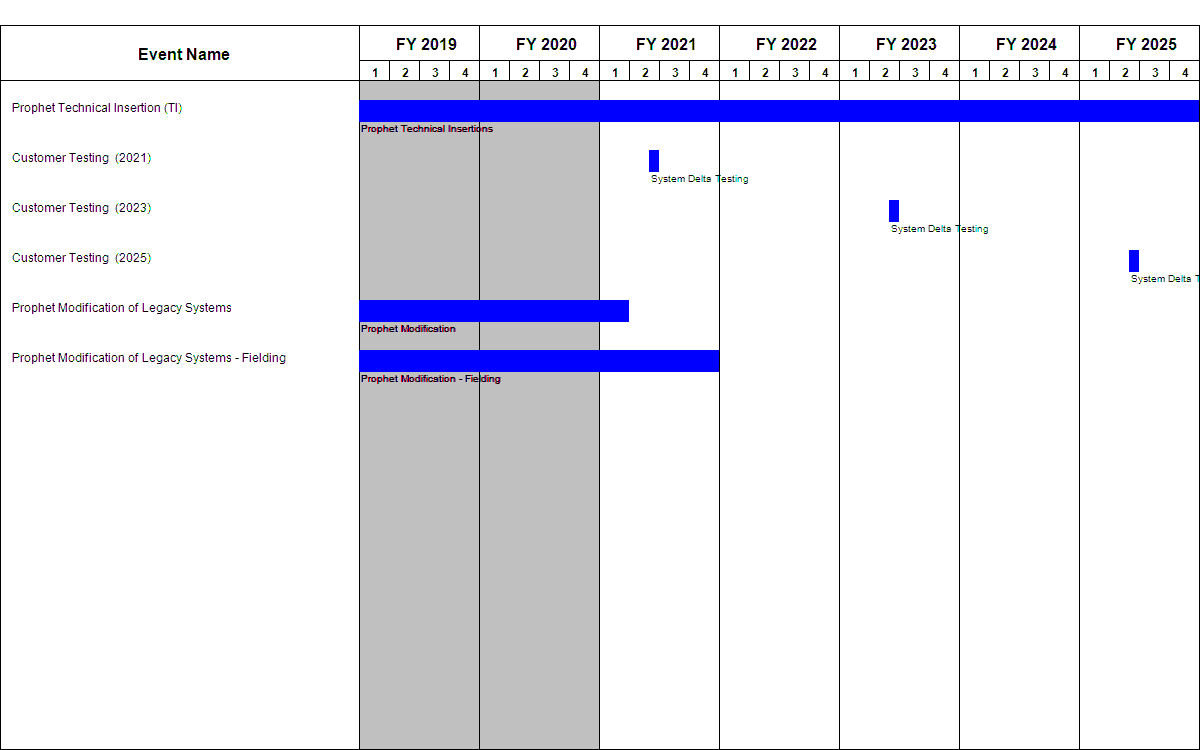 Event Name
FY 2019 FY 2020 FY 2021 FY 2022 FY 2023 FY 2024 FY 2025
1 2 3 4 1 2 3 4 1 2 3 4 1 2 3 4 1 2 3 4 1 2 3 4 1 2 3 4
Prophet Technical Insertion (TI)
Prophet Technical Insertions
Customer Testing (2021)
System Delta Testing
Customer Testing (2023)
System Delta Testing
Customer Testing (2025)
System Delta T
Prophet Modification of Legacy Systems
Prophet Modification
Prophet Modification of Legacy Systems - Fielding
Prophet Modification - Fielding